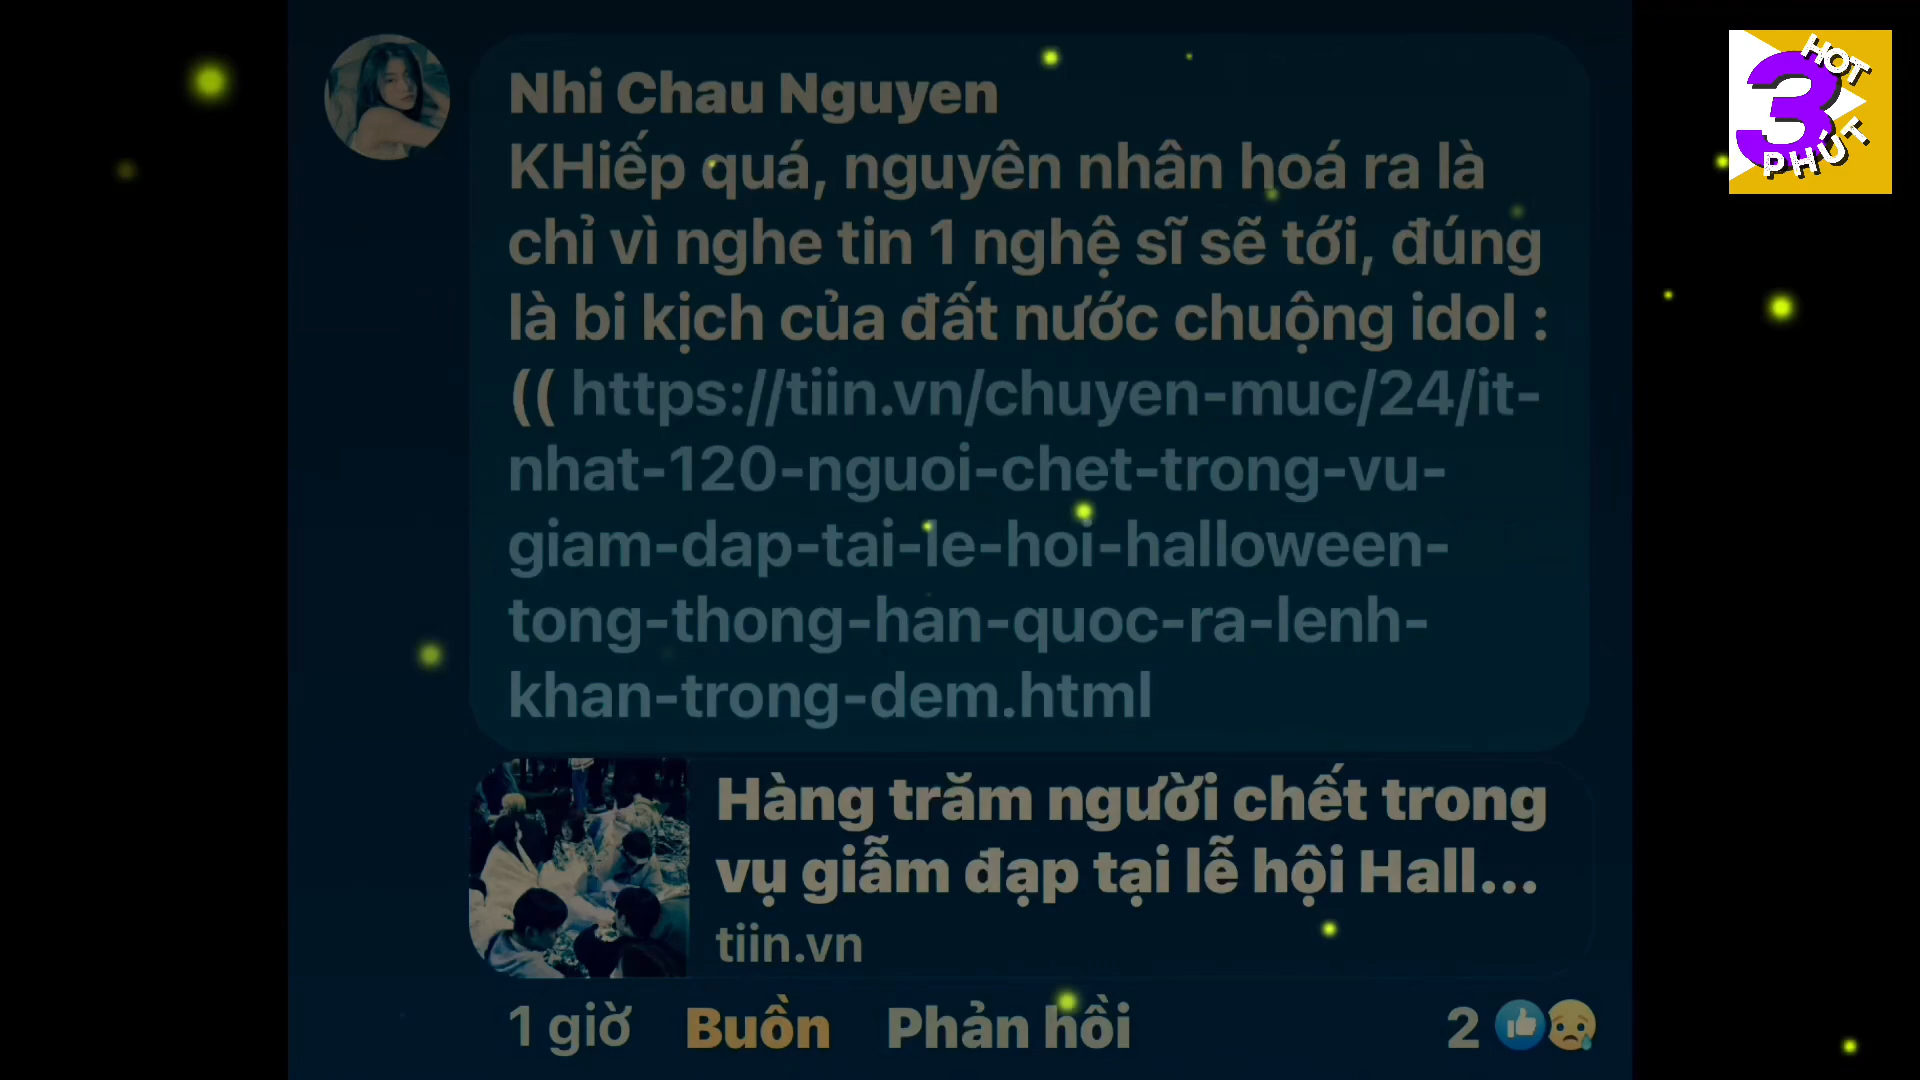 Nhi Chau Nguyen
KHiếp quá, nguyên nhân hoá ra là
chỉ vì nghe tin 1 nghệ sĩ sẽ tới, đúng
là bi kịch của đất nước chuộng idol :
(( https://tiin.vn/chuyen-muc/24/it-
nhat-120-nguoi-chet-trong-vu-
giam-dap-tai-le-hoi-halloween-
tong-thong-han-quoc-ra-lenh-
khan-trong-dem.html
Hàng trăm người chết trong
vụ giẫm đạp tại lễ hội Hall...
tiin.vn
1 giờ Buồn Phản hồi 2
HOT
3
PHÚT